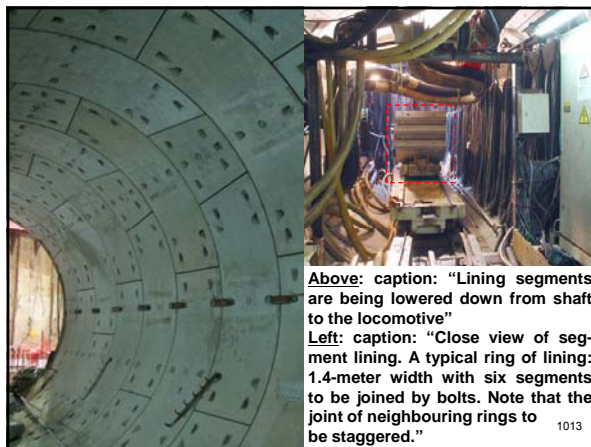 Above: caption: “Lining segments
are being lowered down from shaft
to the locomotive”
Left: caption: “Close view of seg-
ment lining. A typical ring of lining:
1.4-meter width with six segments
to be joined by bolts. Note that the
joint of neighbouring rings to
be staggered.”
1013